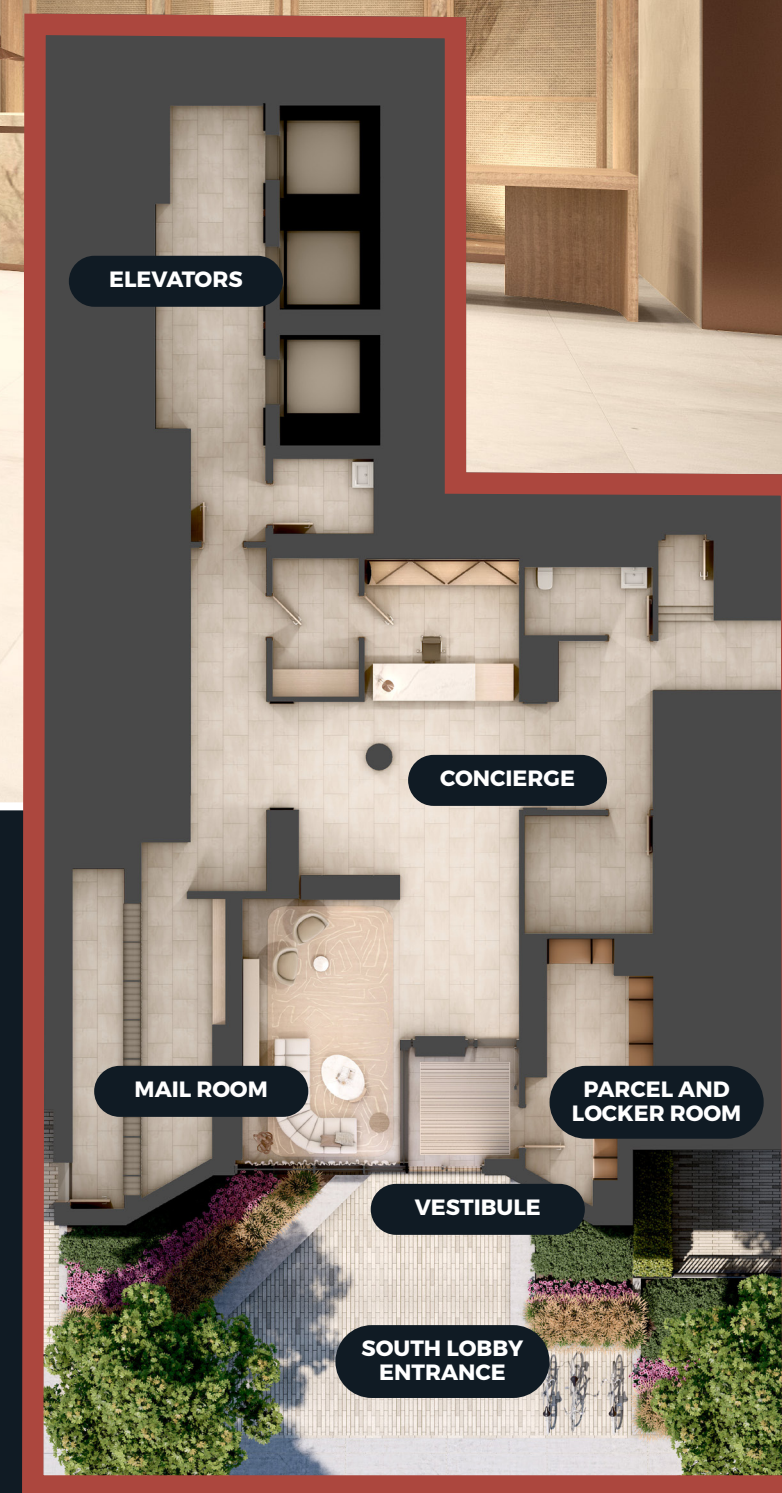 ELEVATORS
CONCIERGE
MAIL ROOM
PARCEL AND
LOCKER ROOM
VESTIBULE
SOUTH LOBBY
ENTRANCE